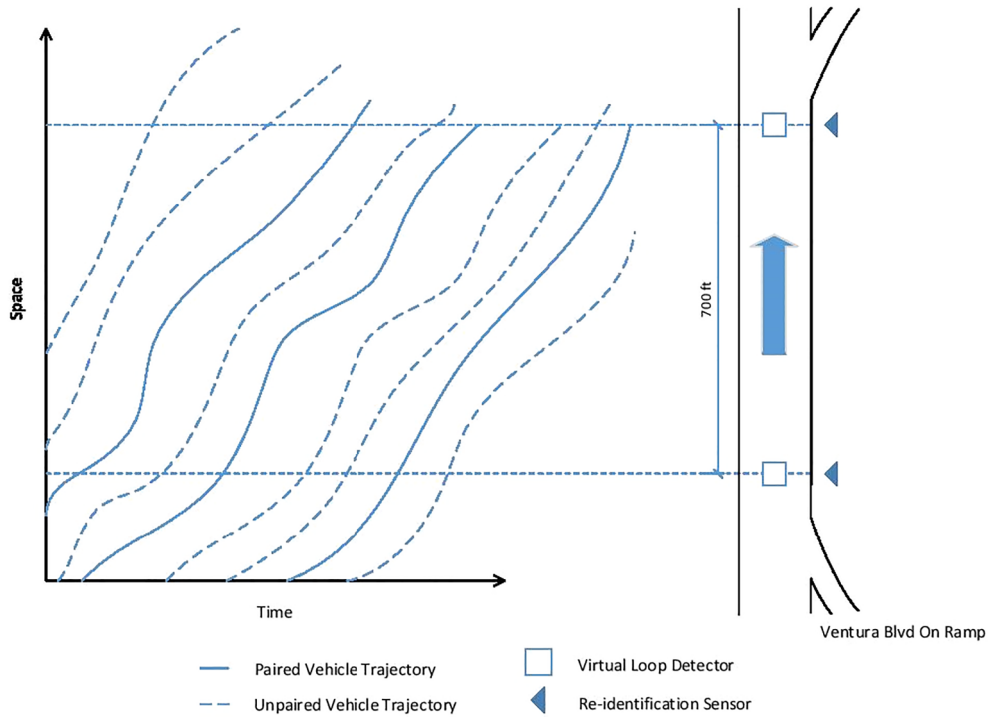 Space
700 ft
Time
Ventura Blvd On Ramp
Paired Vehicle Trajectory
Virtual Loop Detector
Unpaired Vehicle Trajectory
Re-identification Sensor